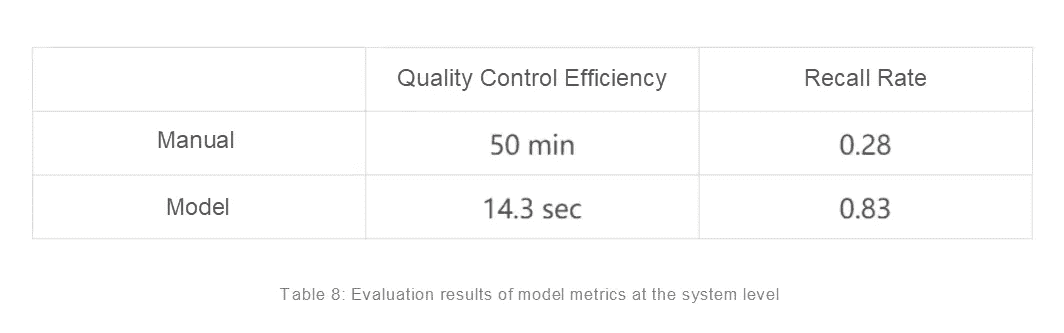 Quality Control Efficiency Recall Rate
Manual 50 min 0.28
Model 14.3 sec 0.83
Table 8: Evaluation results of model metrics at the system level